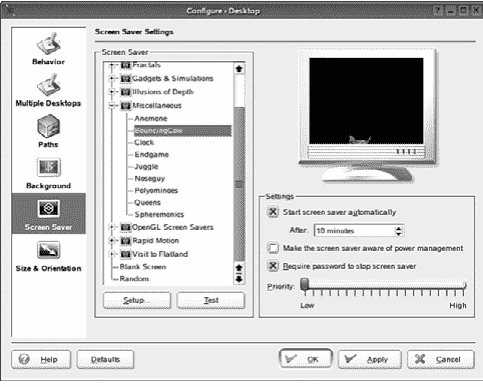 Configure - Desktop
Screen Saver Settings
Behavior
Multiple Desktops
Paths
Background
Screen Saver
Size & Orientation
Screen Saver
Fractals
Gadgets & Simulations
Illusions of Depth
Miscellaneous
Anemone
BouncingCow
Clock
Endgame
Juggle
Noseguy
Polyominoes
Queens
Spheremonics
OpenGL Screen Savers
Rapid Motion
Visit to Flatland
Blank Screen
Random
Setup...
Test
Settings
Start screen saver automatically
After: 10 minutes
Make the screen saver aware of power management
Require password to stop screen saver
Priority:
Low High
Help
Defaults
OK
Apply
Cancel